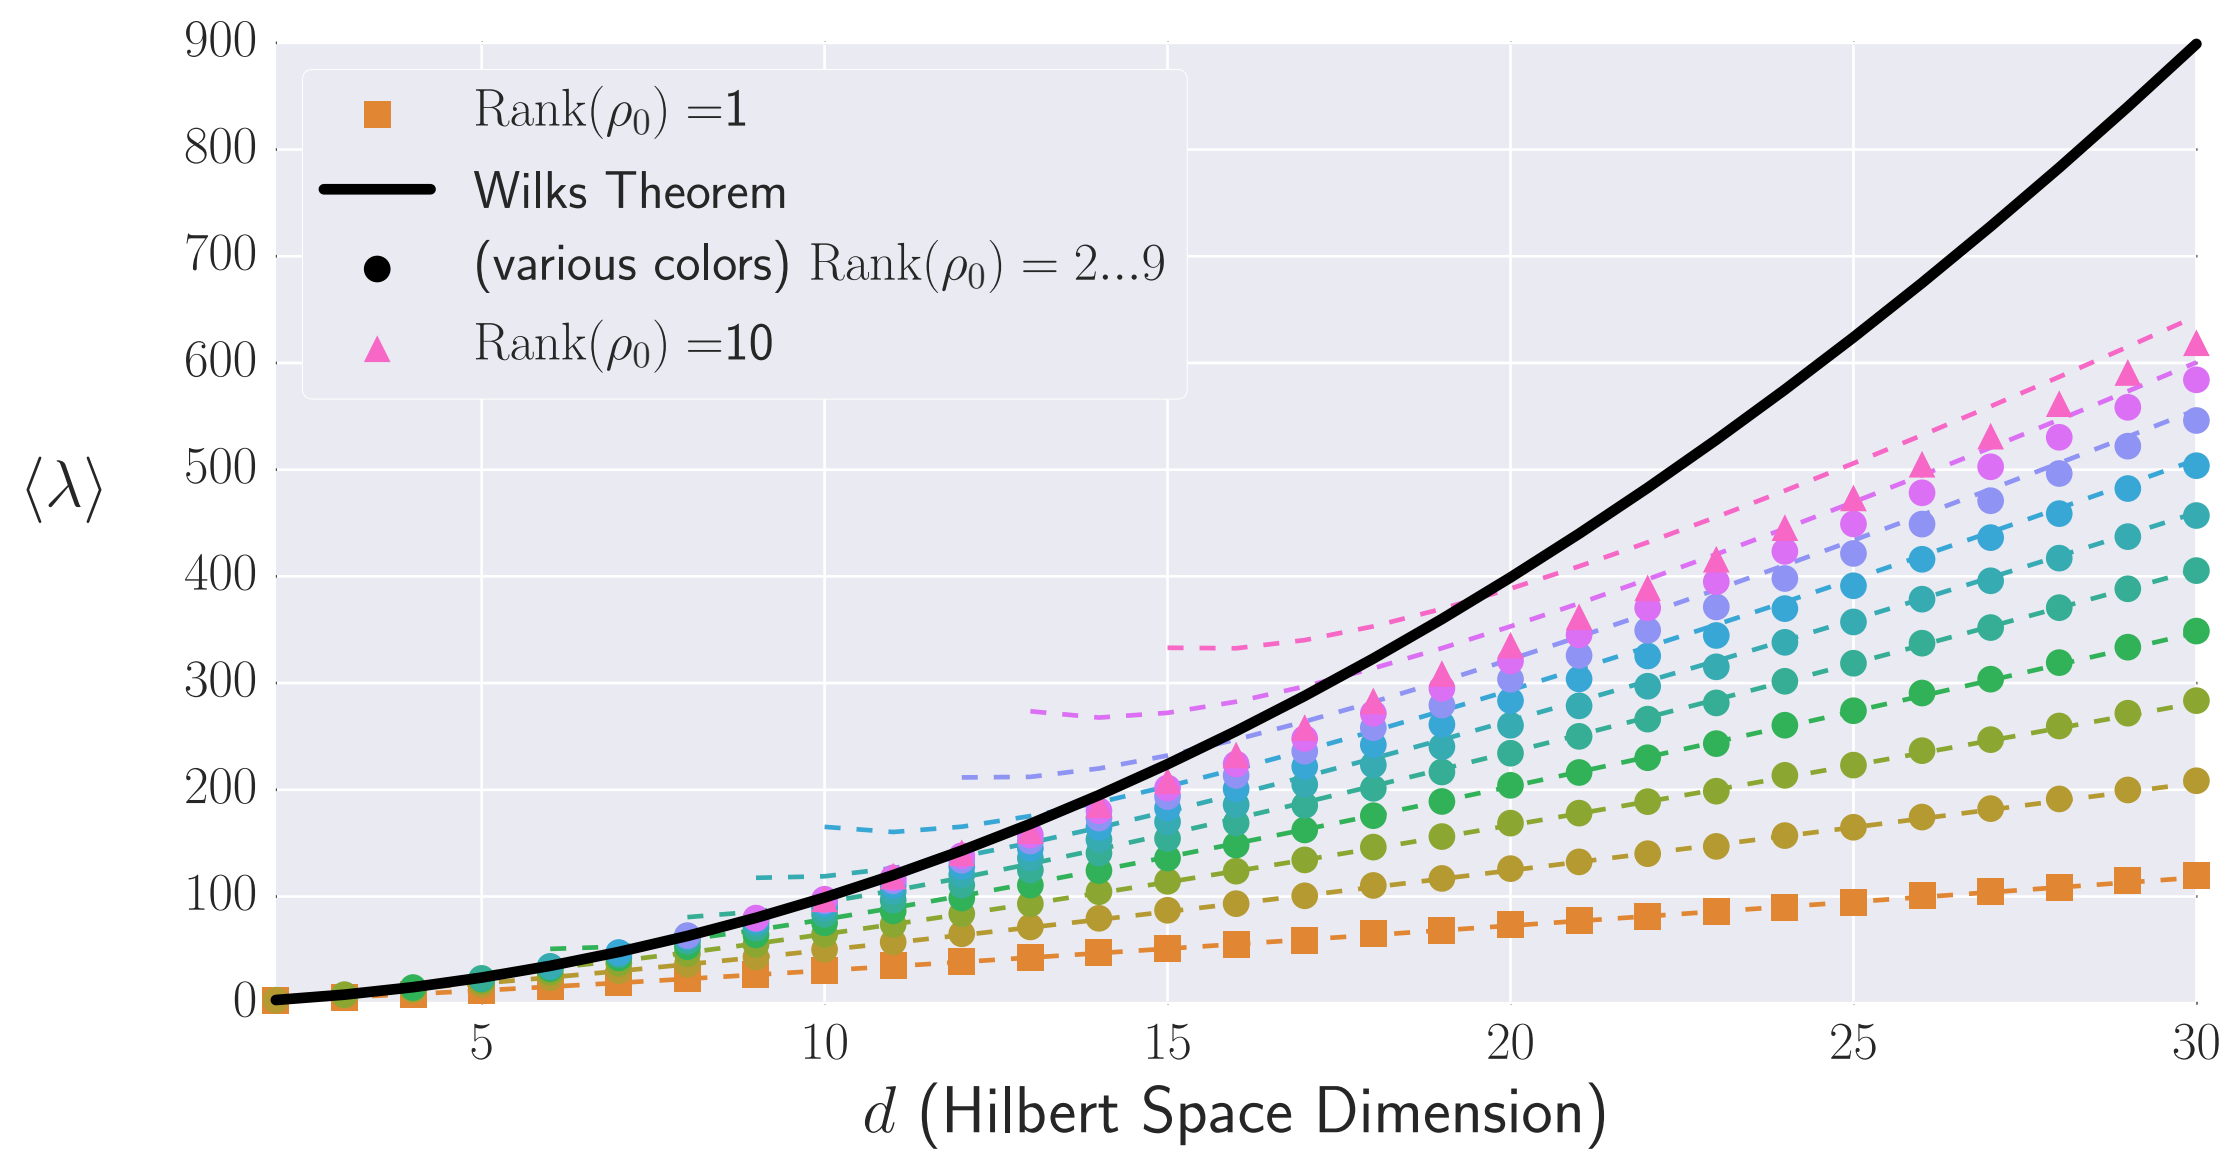 900
800
700
600
500
400
300
200
100
0
⟨λ⟩
Rank(ρ₀) =1
Wilks Theorem
(various colors) Rank(ρ₀) = 2...9
Rank(ρ₀) =10
5 10 15 20 25 30
d (Hilbert Space Dimension)